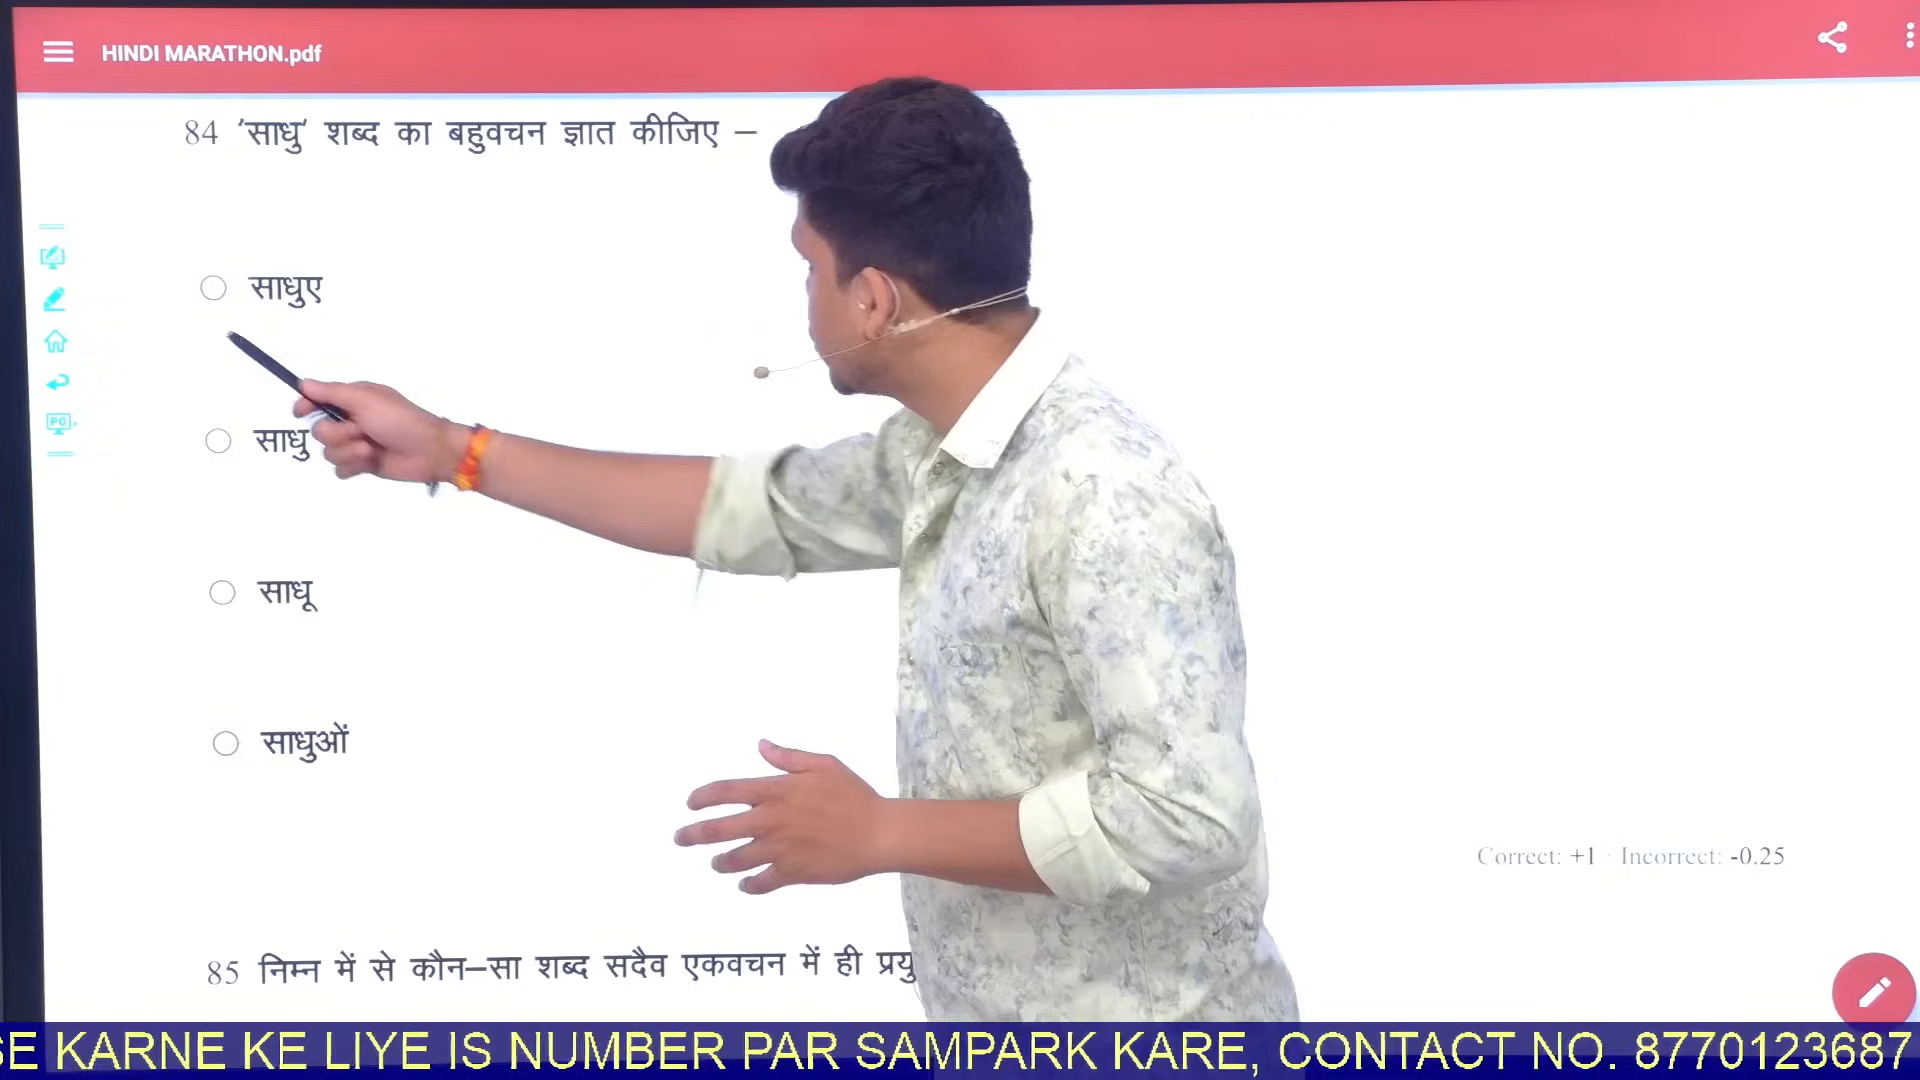 HINDI MARATHON.pdf
84 'साधु' शब्द का बहुवचन ज्ञात कीजिए –
साधुए
PC
साधु
साधू
साधुओं
Correct: +1 · Incorrect: -0.25
85 निम्न में से कौन–सा शब्द सदैव एकवचन में ही
KARNE KE LIYE IS NUMBER PAR SAMPARK KARE, CONTACT NO. 8770123687